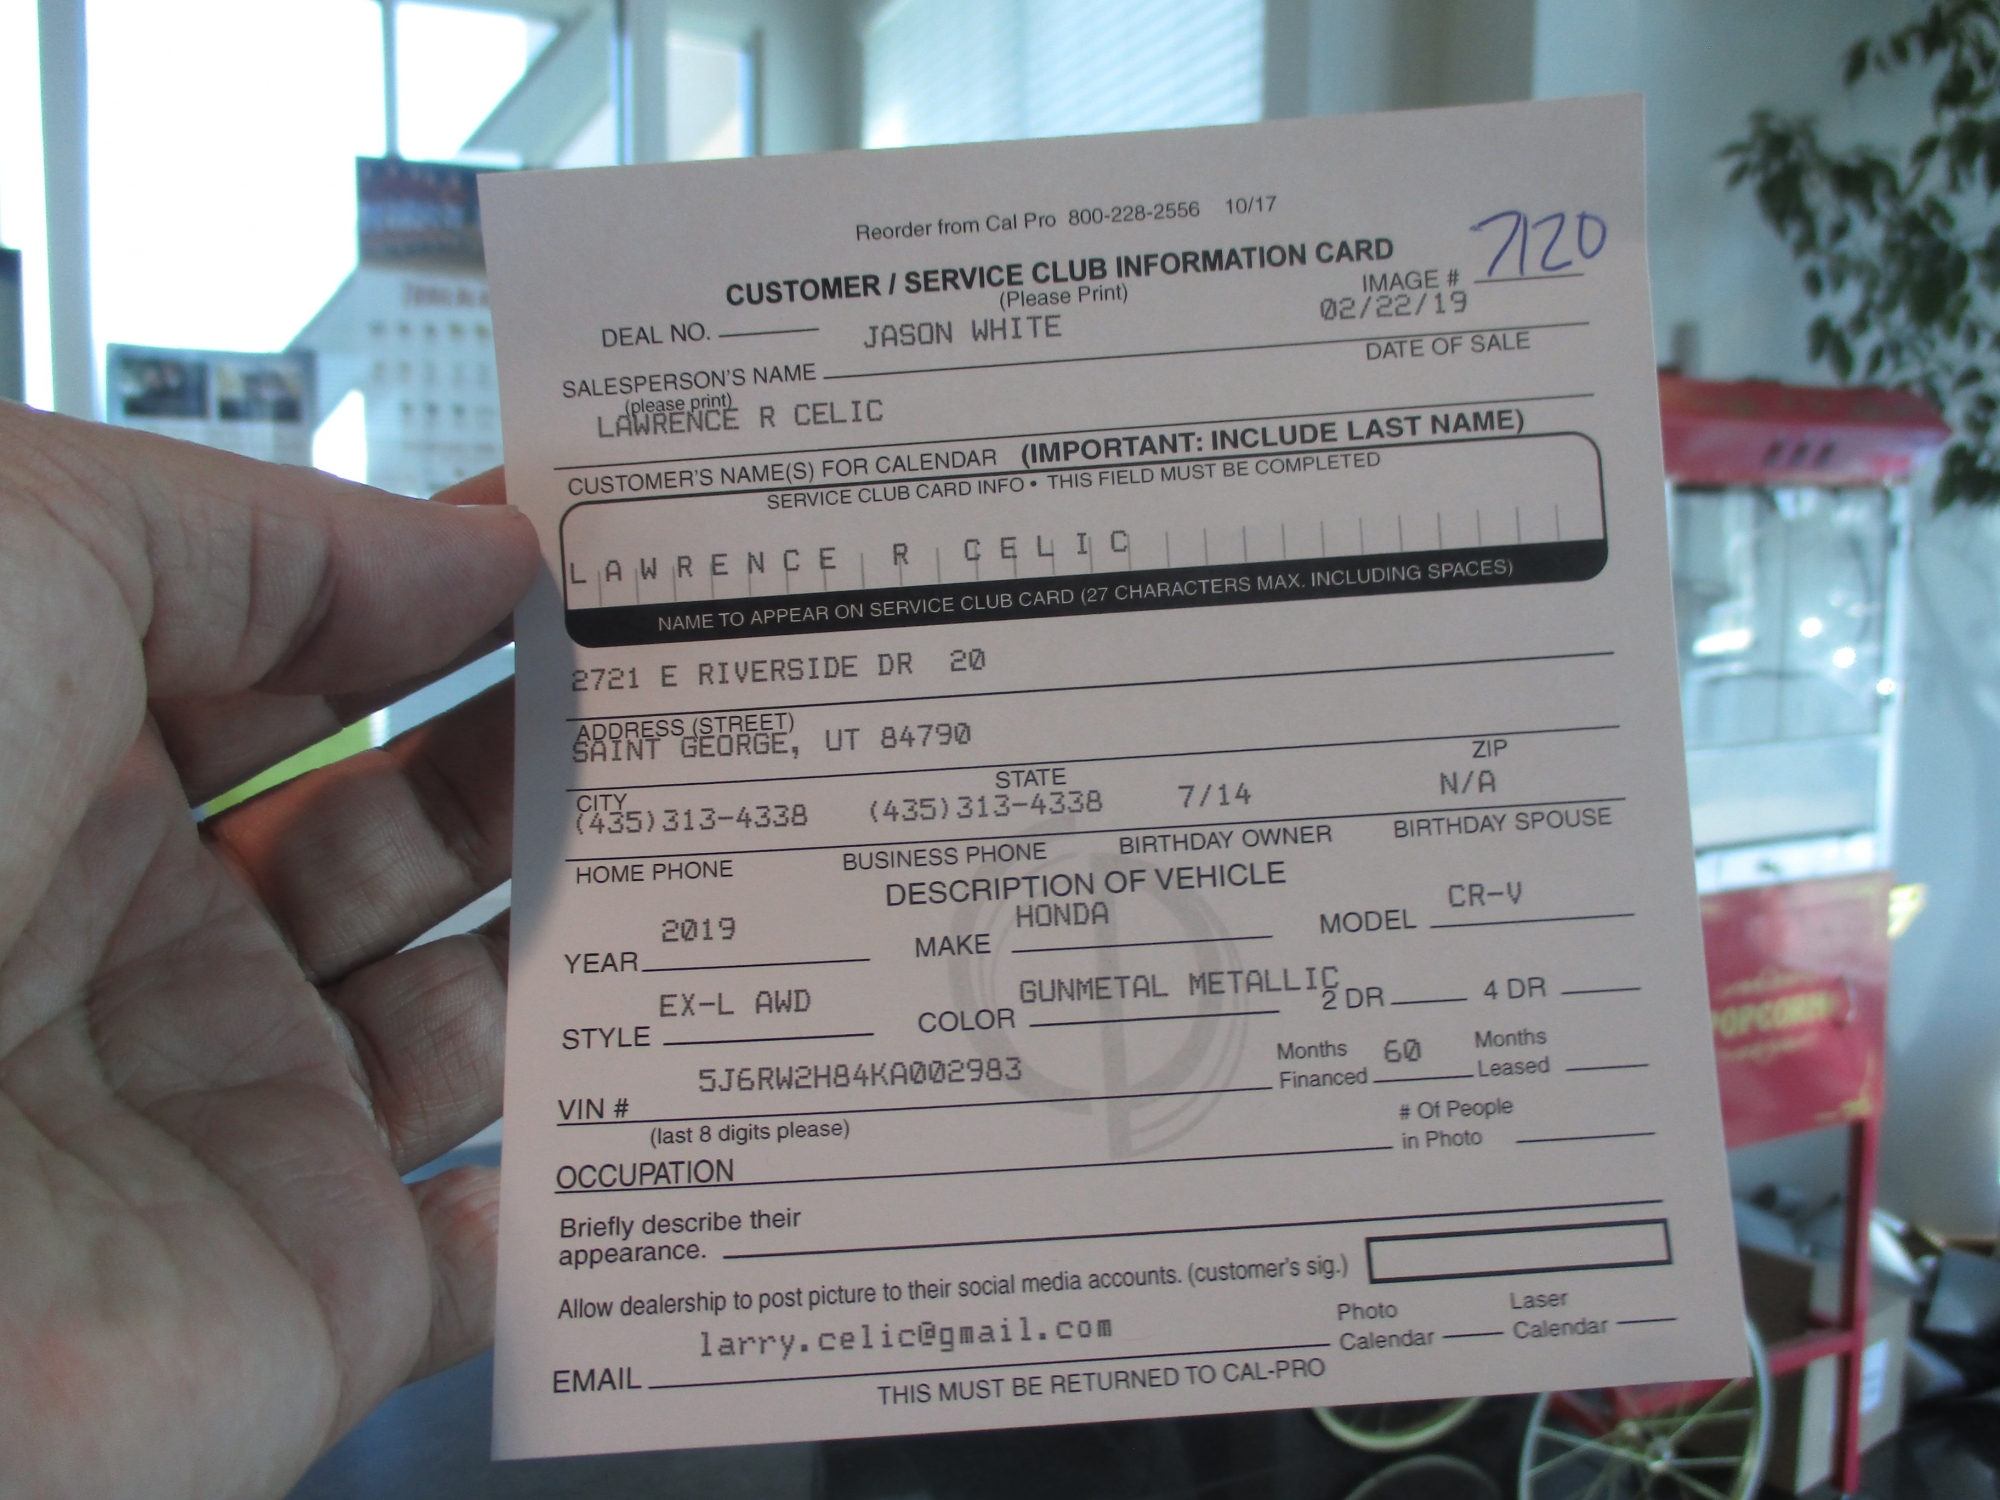 Reorder from Cal Pro 800-228-2556 10/17
CUSTOMER / SERVICE CLUB INFORMATION CARD
(Please Print)
IMAGE # 7120
DEAL NO. JASON WHITE 02/22/19
SALESPERSON'S NAME DATE OF SALE
(please print)
LAWRENCE R CELIC
CUSTOMER'S NAME(S) FOR CALENDAR (IMPORTANT: INCLUDE LAST NAME)
SERVICE CLUB CARD INFO • THIS FIELD MUST BE COMPLETED
LAWRENCE R CELIC
NAME TO APPEAR ON SERVICE CLUB CARD (27 CHARACTERS MAX. INCLUDING SPACES)
2721 E RIVERSIDE DR 20
ADDRESS (STREET)
SAINT GEORGE, UT 84790
CITY STATE ZIP
(435)313-4338 (435)313-4338 7/14 N/A
HOME PHONE BUSINESS PHONE BIRTHDAY OWNER BIRTHDAY SPOUSE
DESCRIPTION OF VEHICLE
YEAR 2019 MAKE HONDA MODEL CR-V
STYLE EX-L AWD COLOR GUNMETAL METALLIC 2 DR 4 DR
VIN # 5J6RW2H84KA002983 Months Financed 60 Months Leased
(last 8 digits please)
OCCUPATION # Of People in Photo
Briefly describe their
appearance.
Allow dealership to post picture to their social media accounts. (customer's sig.)
EMAIL larry.celic@gmail.com Photo Calendar Laser Calendar
THIS MUST BE RETURNED TO CAL-PRO
POPCORN